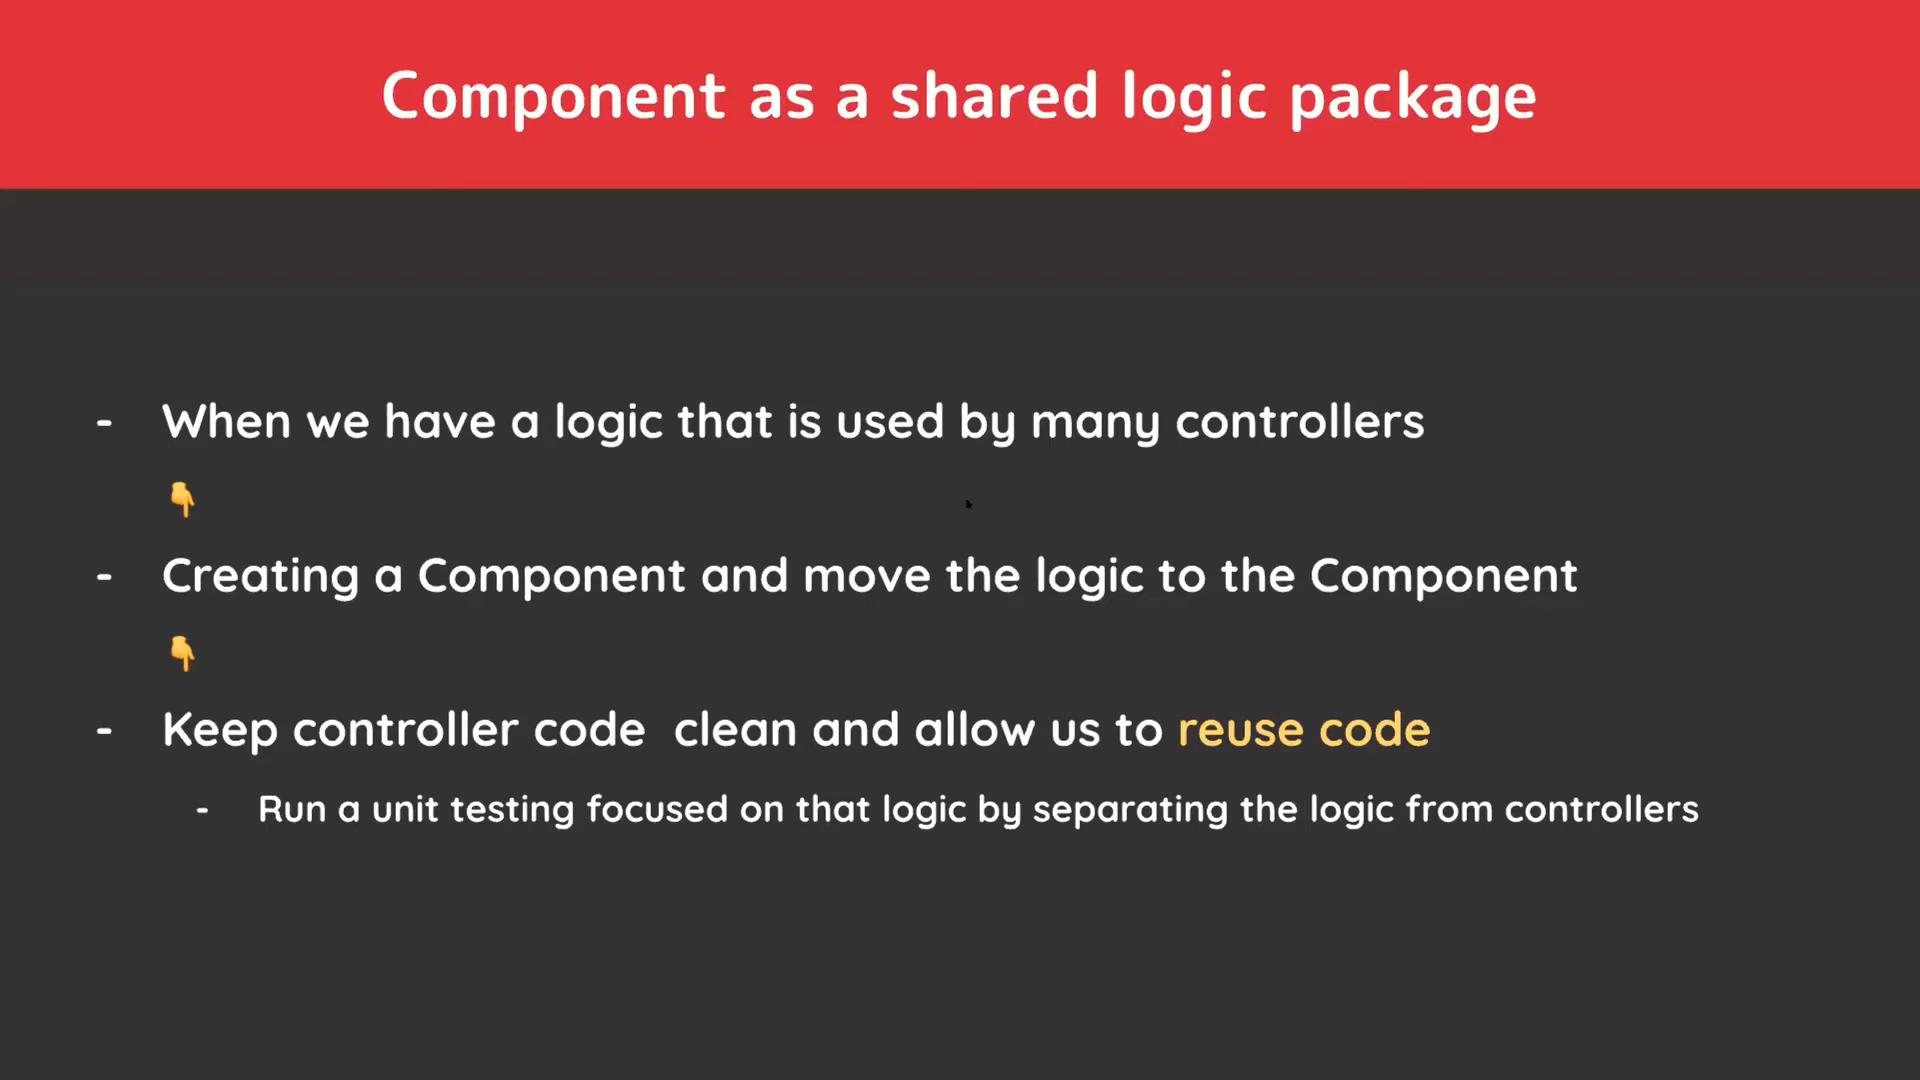 Component as a shared logic package
- When we have a logic that is used by many controllers
👇
- Creating a Component and move the logic to the Component
👇
- Keep controller code  clean and allow us to reuse code
- Run a unit testing focused on that logic by separating the logic from controllers